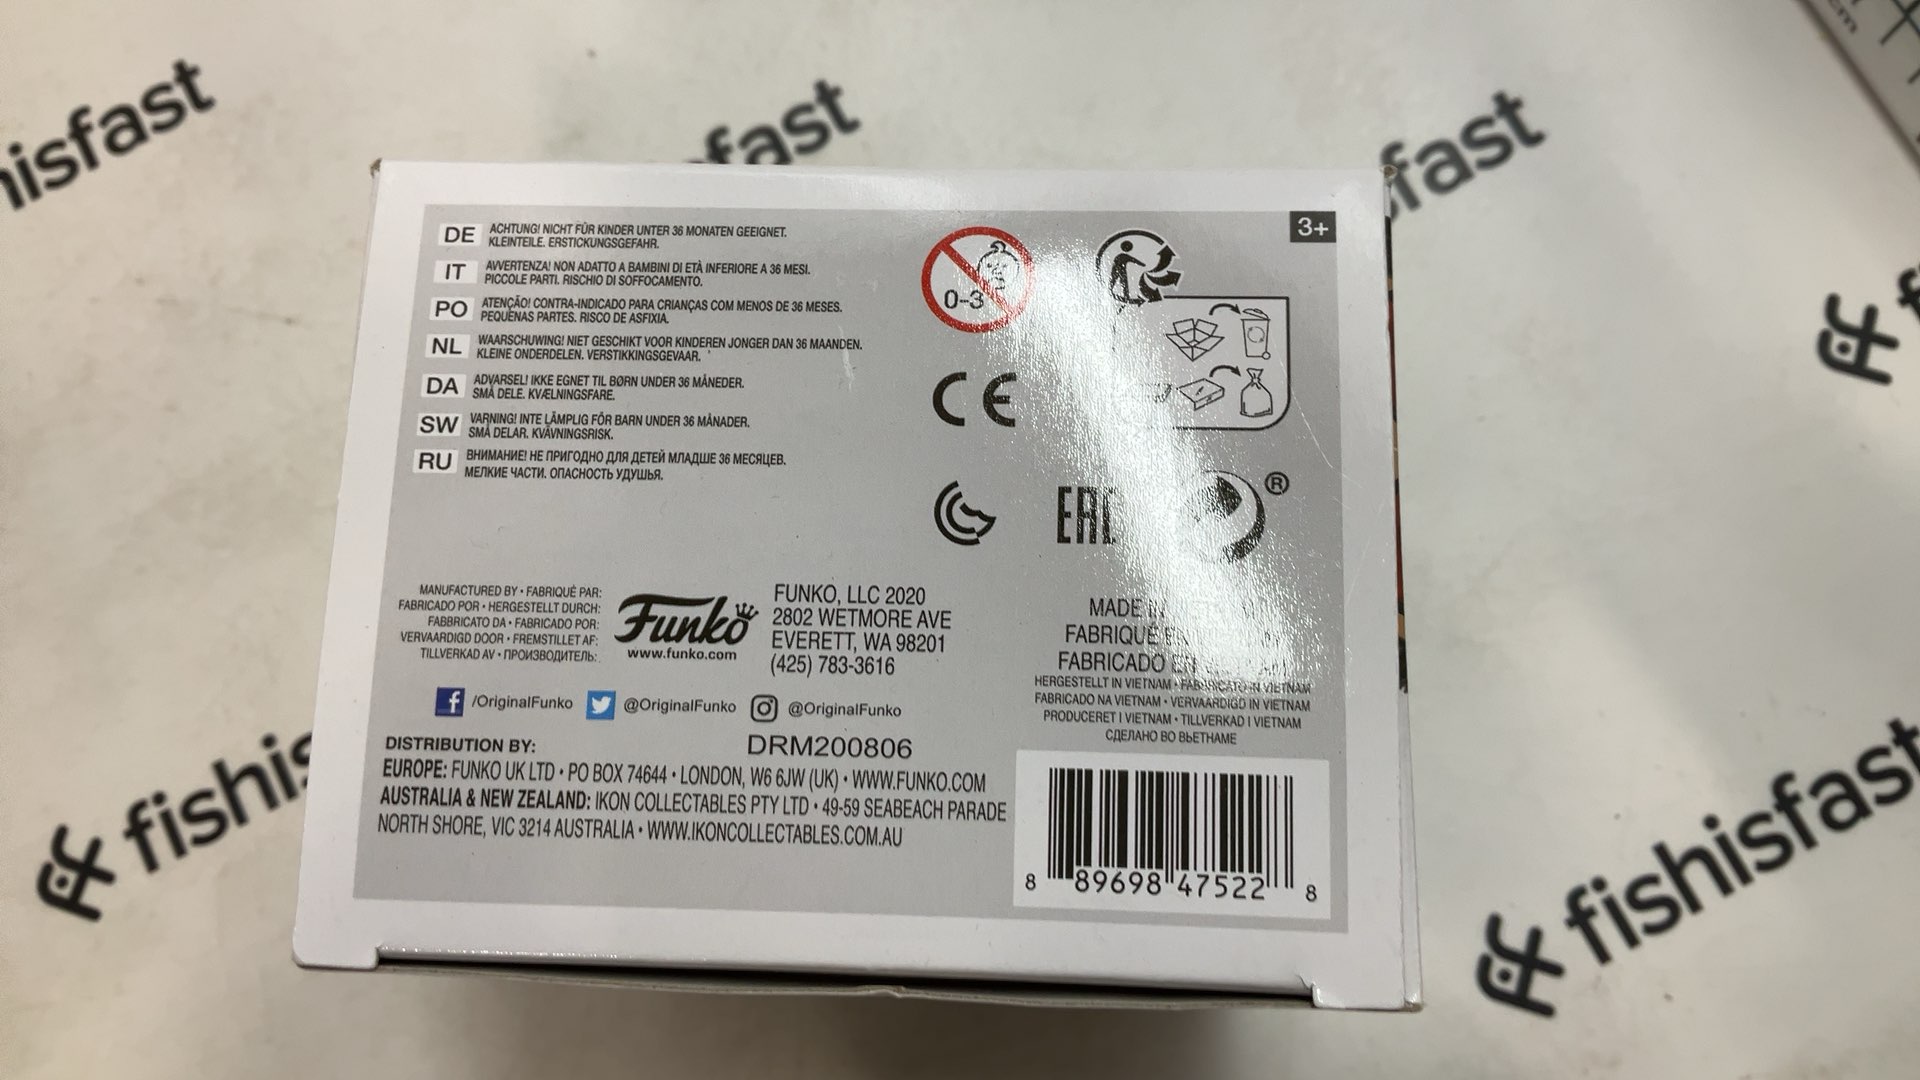 hisfast
fast
fast
cm
3+
DE ACHTUNG! NICHT FÜR KINDER UNTER 36 MONATEN GEEIGNET.
KLEINTEILE. ERSTICKUNGSGEFAHR.
IT AVVERTENZA! NON ADATTO A BAMBINI DI ETÀ INFERIORE A 36 MESI.
PICCOLE PARTI. RISCHIO DI SOFFOCAMENTO.
PO ATENÇÃO! CONTRA-INDICADO PARA CRIANÇAS COM MENOS DE 36 MESES.
PEQUENAS PARTES. RISCO DE ASFIXIA.
NL WAARSCHUWING! NIET GESCHIKT VOOR KINDEREN JONGER DAN 36 MAANDEN.
KLEINE ONDERDELEN. VERSTIKKINGSGEVAAR.
DA ADVARSEL! IKKE EGNET TIL BØRN UNDER 36 MÅNEDER.
SMÅ DELE. KVÆLNINGSFARE.
SW VARNING! INTE LÄMPLIG FÖR BARN UNDER 36 MÅNADER.
SMÅ DELAR. KVÄVNINGSRISK.
RU ВНИМАНИЕ! НЕ ПРИГОДНО ДЛЯ ДЕТЕЙ МЛАДШЕ 36 МЕСЯЦЕВ.
МЕЛКИЕ ЧАСТИ. ОПАСНОСТЬ УДУШЬЯ.
0-3
CE
EAC
®
MANUFACTURED BY • FABRIQUÉ PAR:
FABRICADO POR • HERGESTELLT DURCH:
FABBRICATO DA • FABRICADO POR:
VERVAARDIGD DOOR • FREMSTILLET AF:
TILLVERKAD AV • ПРОИЗВОДИТЕЛЬ:
Funko
www.funko.com
FUNKO, LLC 2020
2802 WETMORE AVE
EVERETT, WA 98201
(425) 783-3616
MADE IN
FABRIQUÉ
FABRICADO EN
HERGESTELLT IN VIETNAM • FABBRICATO IN VIETNAM
FABRICADO NA VIETNAM • VERVAARDIGD IN VIETNAM
PRODUCERET I VIETNAM • TILLVERKAD I VIETNAM
СДЕЛАНО ВО ВЬЕТНАМЕ
/OriginalFunko @OriginalFunko @OriginalFunko
DRM200806
DISTRIBUTION BY:
EUROPE: FUNKO UK LTD • PO BOX 74644 • LONDON, W6 6JW (UK) • WWW.FUNKO.COM
AUSTRALIA & NEW ZEALAND: IKON COLLECTABLES PTY LTD • 49-59 SEABEACH PARADE
NORTH SHORE, VIC 3214 AUSTRALIA • WWW.IKONCOLLECTABLES.COM.AU
8 89698 47522 8
fishis
fishisfast